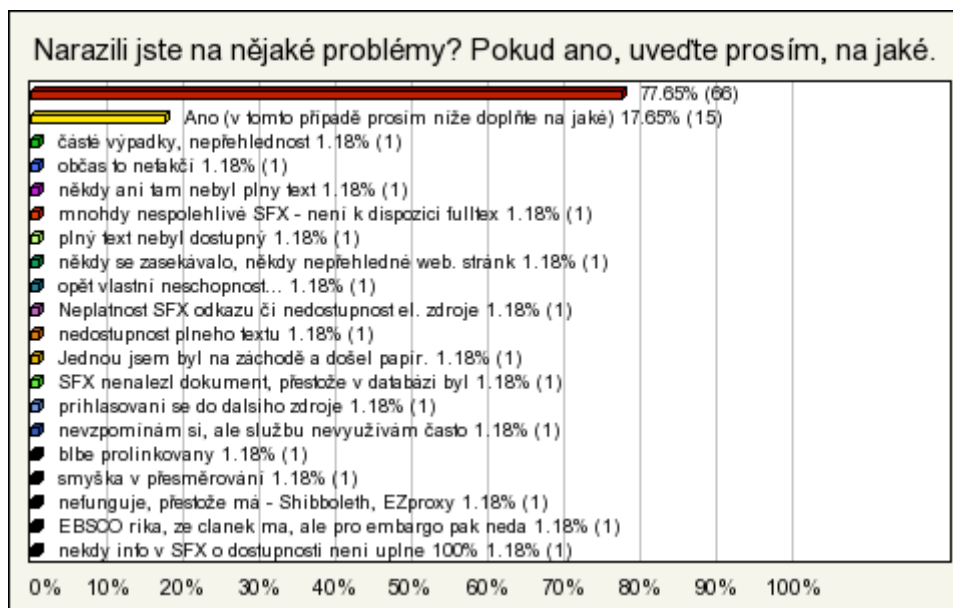 Narazili jste na nějaké problémy? Pokud ano, uveďte prosím, na jaké.
77.65% (66)
Ano (v tomto případě prosím níže doplňte na jaké) 17.65% (15)
časté výpadky, nepřehlednost 1.18% (1)
občas to nefakčí 1.18% (1)
někdy ani tam nebyl plny text 1.18% (1)
mnohdy nespolehlivé SFX - není k dispozici fulltex 1.18% (1)
plný text nebyl dostupný 1.18% (1)
někdy se zasekávalo, někdy nepřehledné web. stránk 1.18% (1)
opět vlastní neschopnost... 1.18% (1)
Neplatnost SFX odkazu či nedostupnost el. zdroje 1.18% (1)
nedostupnost plneho textu 1.18% (1)
Jednou jsem byl na záchodě a došel papír. 1.18% (1)
SFX nenalezl dokument, přestože v databázi byl 1.18% (1)
prihlasovani se do dalsiho zdroje 1.18% (1)
nevzpomínám si, ale službu nevyužívám často 1.18% (1)
blbe prolinkovany 1.18% (1)
smyška v přesměrování 1.18% (1)
nefunguje, přestože má - Shibboleth, EZproxy 1.18% (1)
EBSCO rika, ze clanek ma, ale pro embargo pak neda 1.18% (1)
nekdy info v SFX o dostupnosti neni uplne 100% 1.18% (1)
0% 10% 20% 30% 40% 50% 60% 70% 80% 90% 100%